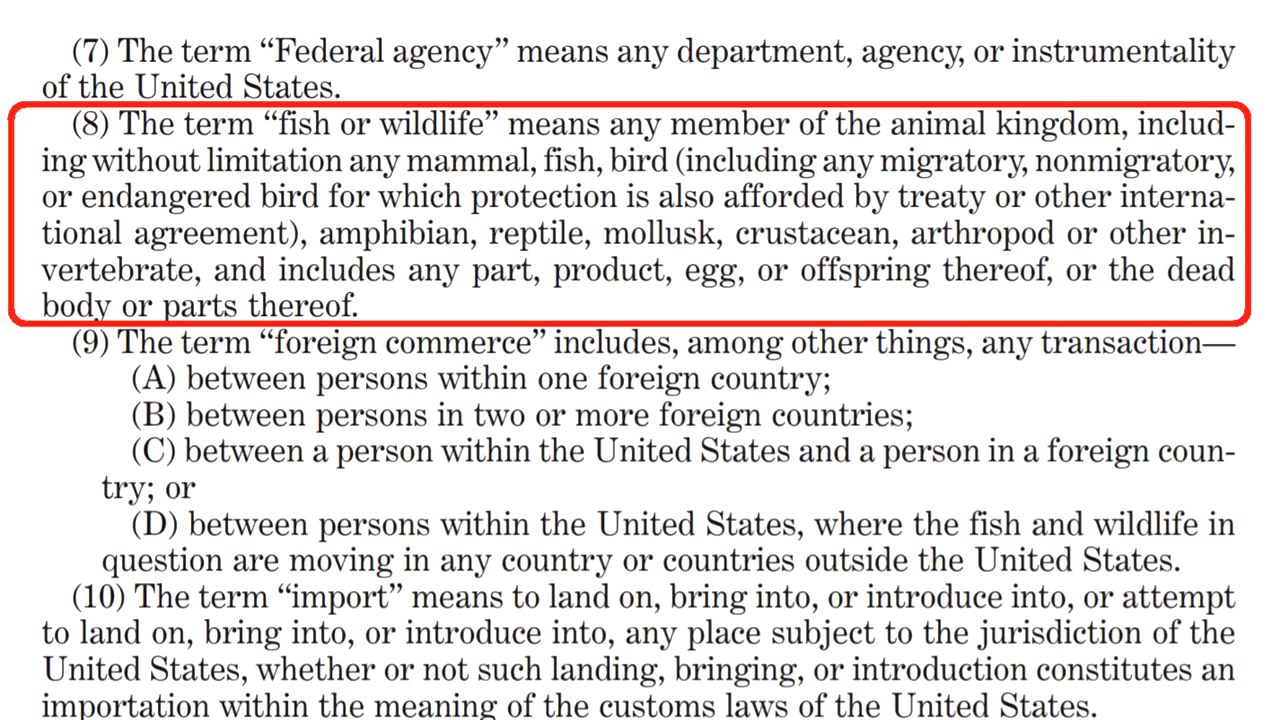 (7) The term “Federal agency” means any department, agency, or instrumentality
of the United States.
(8) The term “fish or wildlife” means any member of the animal kingdom, includ-
ing without limitation any mammal, fish, bird (including any migratory, nonmigratory,
or endangered bird for which protection is also afforded by treaty or other interna-
tional agreement), amphibian, reptile, mollusk, crustacean, arthropod or other in-
vertebrate, and includes any part, product, egg, or offspring thereof, or the dead
body or parts thereof.
(9) The term “foreign commerce” includes, among other things, any transaction—
(A) between persons within one foreign country;
(B) between persons in two or more foreign countries;
(C) between a person within the United States and a person in a foreign coun-
try; or
(D) between persons within the United States, where the fish and wildlife in
question are moving in any country or countries outside the United States.
(10) The term “import” means to land on, bring into, or introduce into, or attempt
to land on, bring into, or introduce into, any place subject to the jurisdiction of the
United States, whether or not such landing, bringing, or introduction constitutes an
importation within the meaning of the customs laws of the United States.